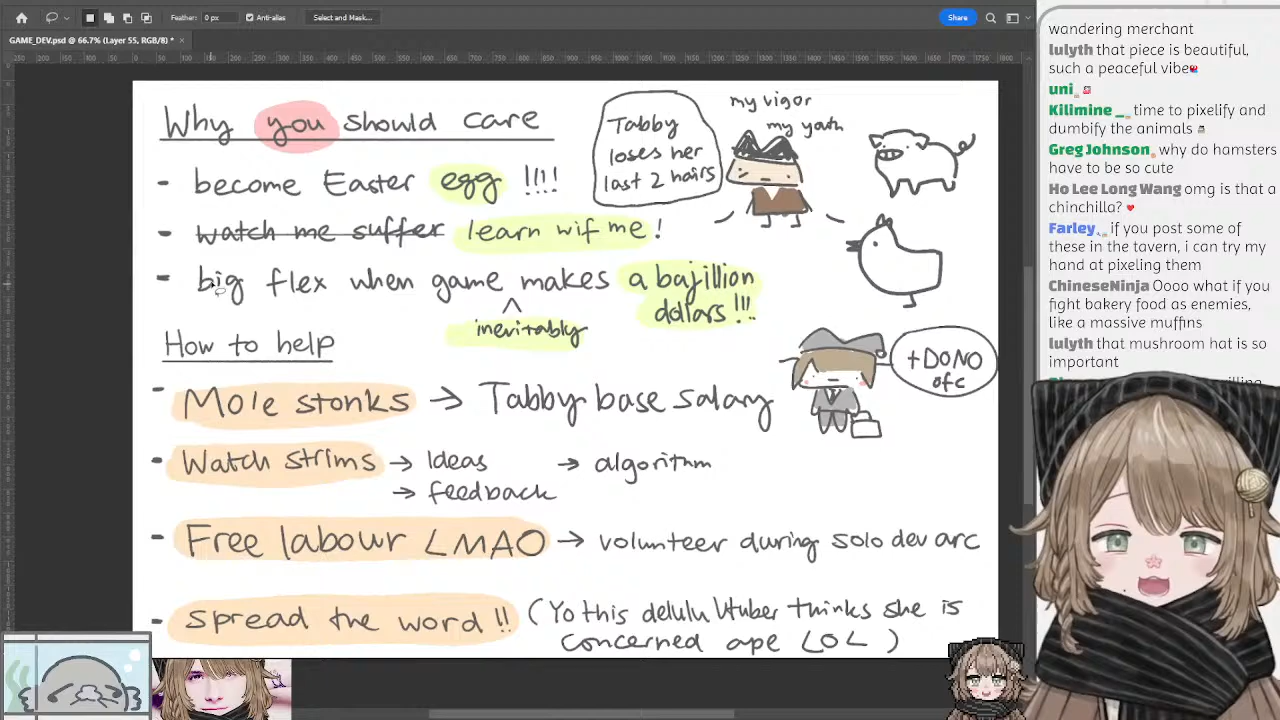 Feather: 0 px
Anti-alias
Select and Mask...
Share
GAME_DEV.psd @ 66.7% (Layer 55, RGB/8) *
Why you should care
- become Easter egg !!!!
- watch me suffer learn wif me !
- big flex when game makes a bajillion
dollars !!!
^
inevitably
Tabby
loses her
last 2 hairs
my vigor
my youth
How to help
- Mole stonks → Tabby base salary
+DONO
ofc
- Watch strims → Ideas → algorithm
→ feedback
- Free labour LMAO → volunteer during solo dev arc
- spread the word !! ( Yo this delulu Vtuber thinks she is
concerned ape LOL )
wandering merchant
lulyth that piece is beautiful,
such a peaceful vibe
uni
Kilimine_ time to pixelify and
dumbify the animals
Greg Johnson why do hamsters
have to be so cute
Ho Lee Long Wang omg is that a
chinchilla?
Farley if you post some of
these in the tavern, i can try my
hand at pixeling them
ChineseNinja Oooo what if you
fight bakery food as enemies,
like a massive muffins
lulyth that mushroom hat is so
important